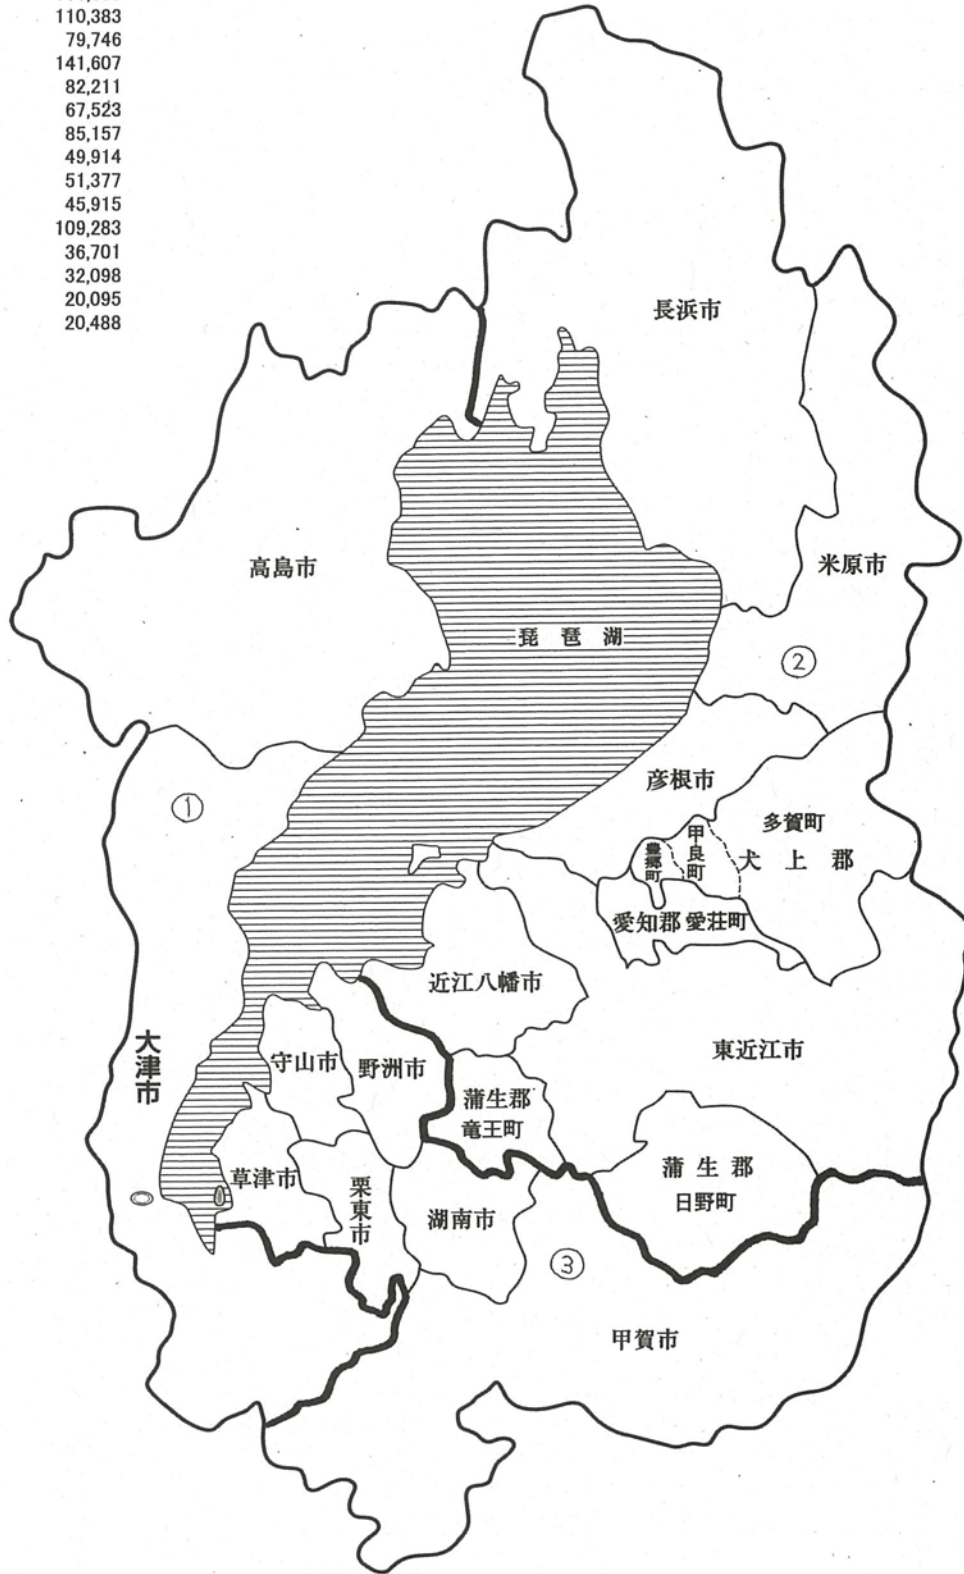 110,383
79,746
141,607
82,211
67,523
85,157
49,914
51,377
45,915
109,283
36,701
32,098
20,095
20,488
長浜市
高島市
米原市
琵琶湖
②
彦根市
①
多賀町
甲良町
豊郷町
犬上郡
愛知郡 愛荘町
近江八幡市
大津市
東近江市
守山市
野洲市
蒲生郡
竜王町
蒲生郡
日野町
草津市
栗東市
湖南市
③
甲賀市